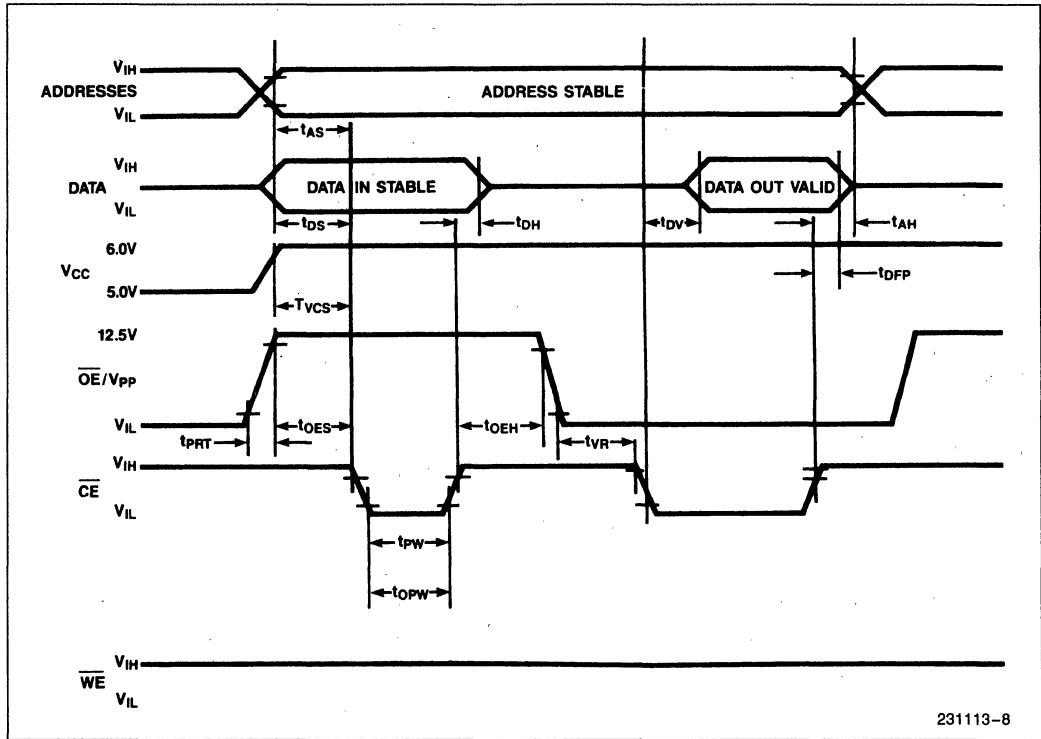 VIH
ADDRESSES
ADDRESS STABLE
VIL
tAS
VIH
DATA
DATA IN STABLE
DATA OUT VALID
VIL
tDS
tDH
tDV
tAH
6.0V
VCC
5.0V
tDFP
TVCS
12.5V
OE/VPP
VIL
tOES
tOEH
tPRT
tVR
VIH
CE
VIL
tPW
tOPW
VIH
WE
VIL
231113-8